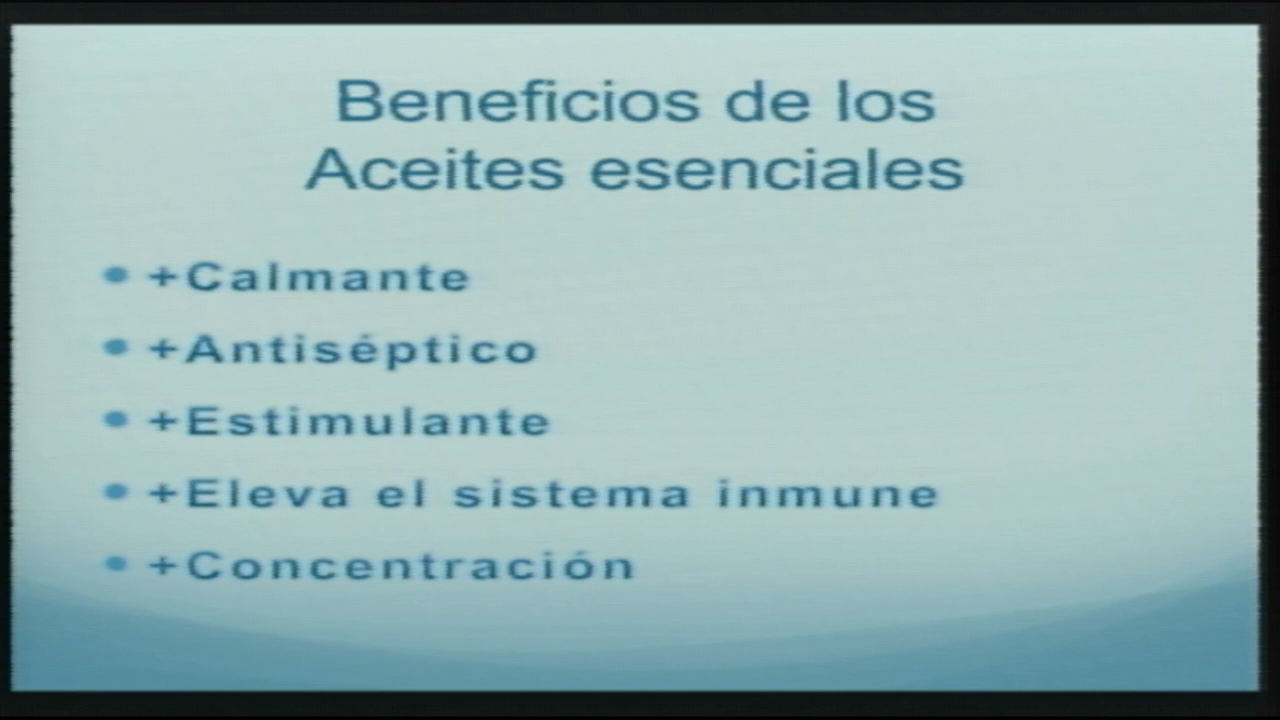 Beneficios de los
Aceites esenciales
+Calmante
+Antiséptico
+Estimulante
+Eleva el sistema inmune
+Concentración